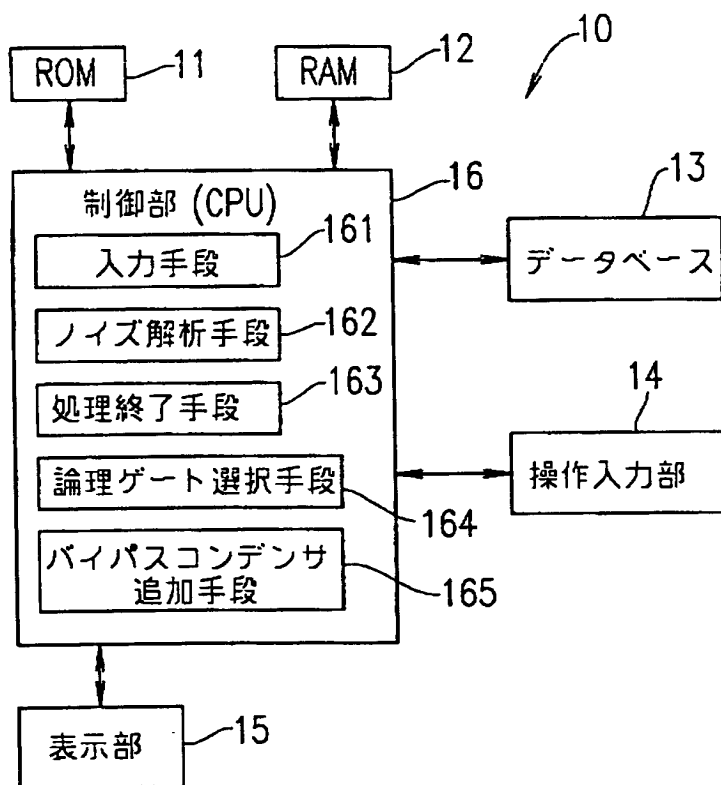 10
ROM 11
RAM 12
制御部 (CPU) 16
入力手段 161
ノイズ解析手段 162
処理終了手段 163
論理ゲート選択手段 164
バイパスコンデンサ
追加手段 165
13
データベース
14
操作入力部
表示部 15